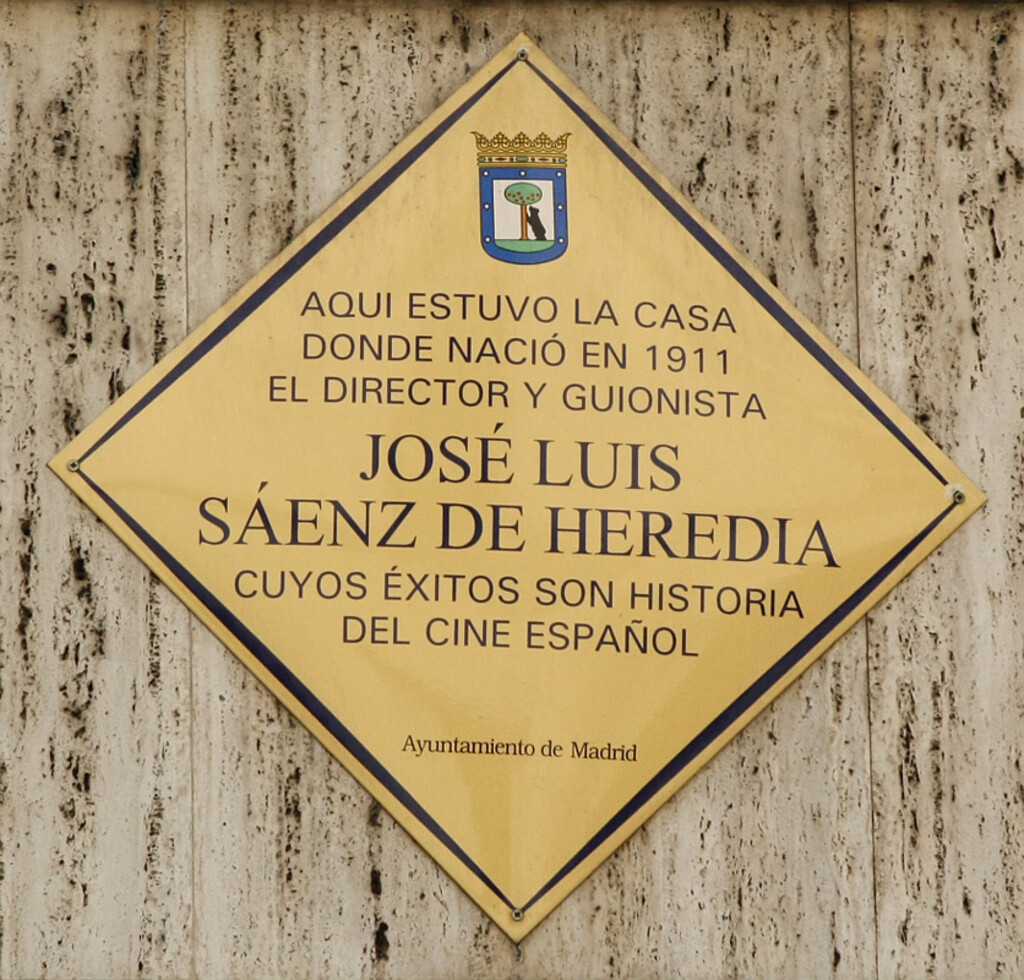 AQUI ESTUVO LA CASA
DONDE NACIÓ EN 1911
EL DIRECTOR Y GUIONISTA
JOSÉ LUIS
SÁENZ DE HEREDIA
CUYOS ÉXITOS SON HISTORIA
DEL CINE ESPAÑOL
Ayuntamiento de Madrid